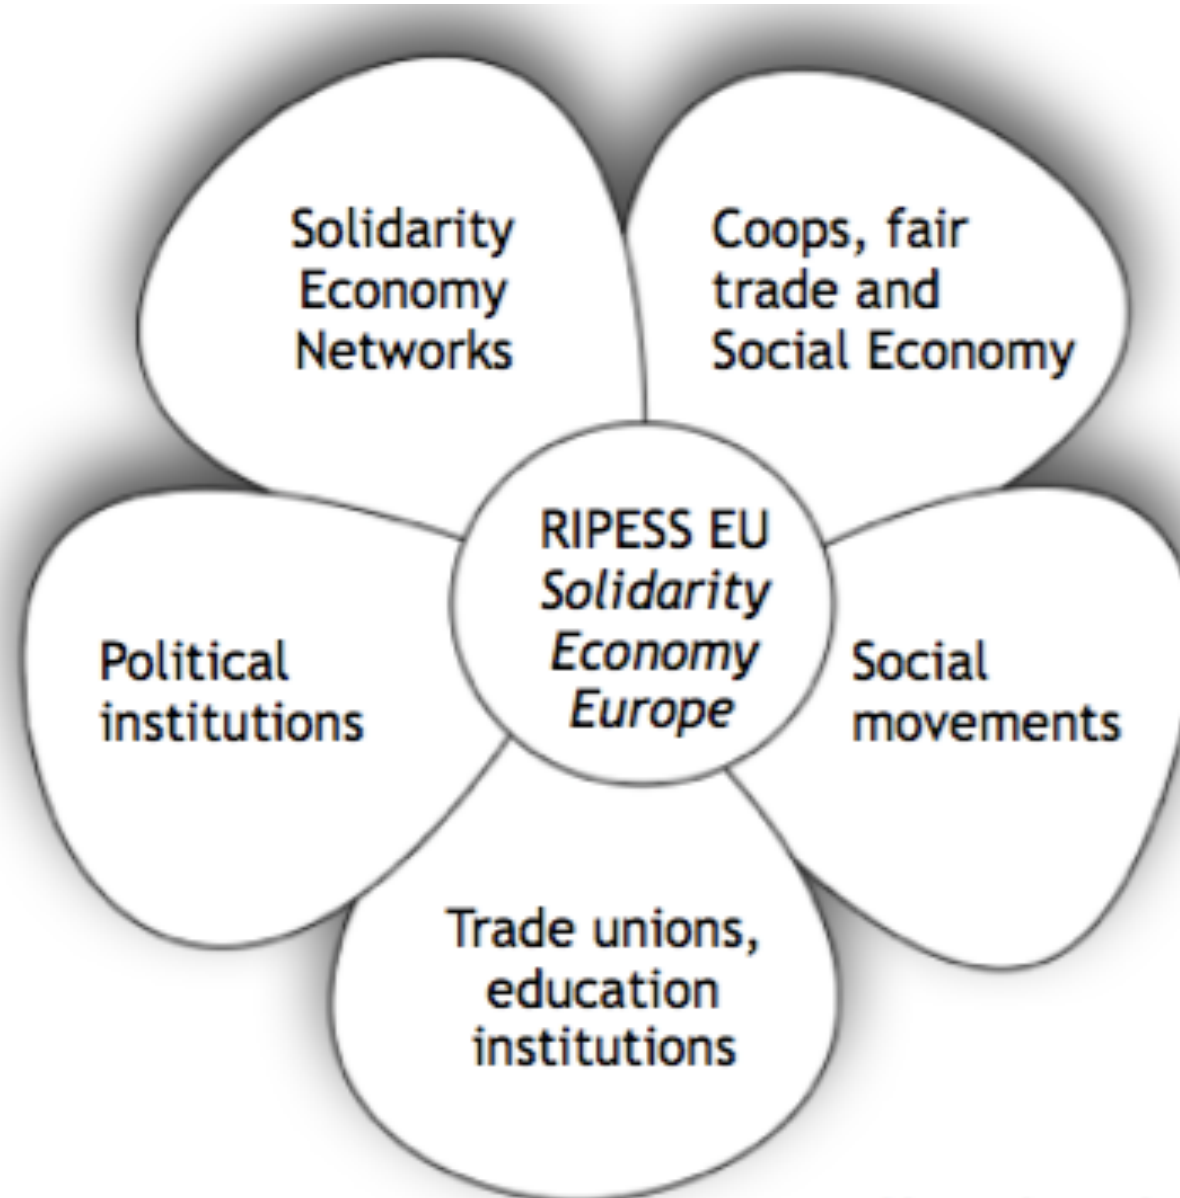 Solidarity
Economy
Networks
Coops, fair
trade and
Social Economy
RIPESS EU
Solidarity
Economy
Europe
Political
institutions
Social
movements
Trade unions,
education
institutions